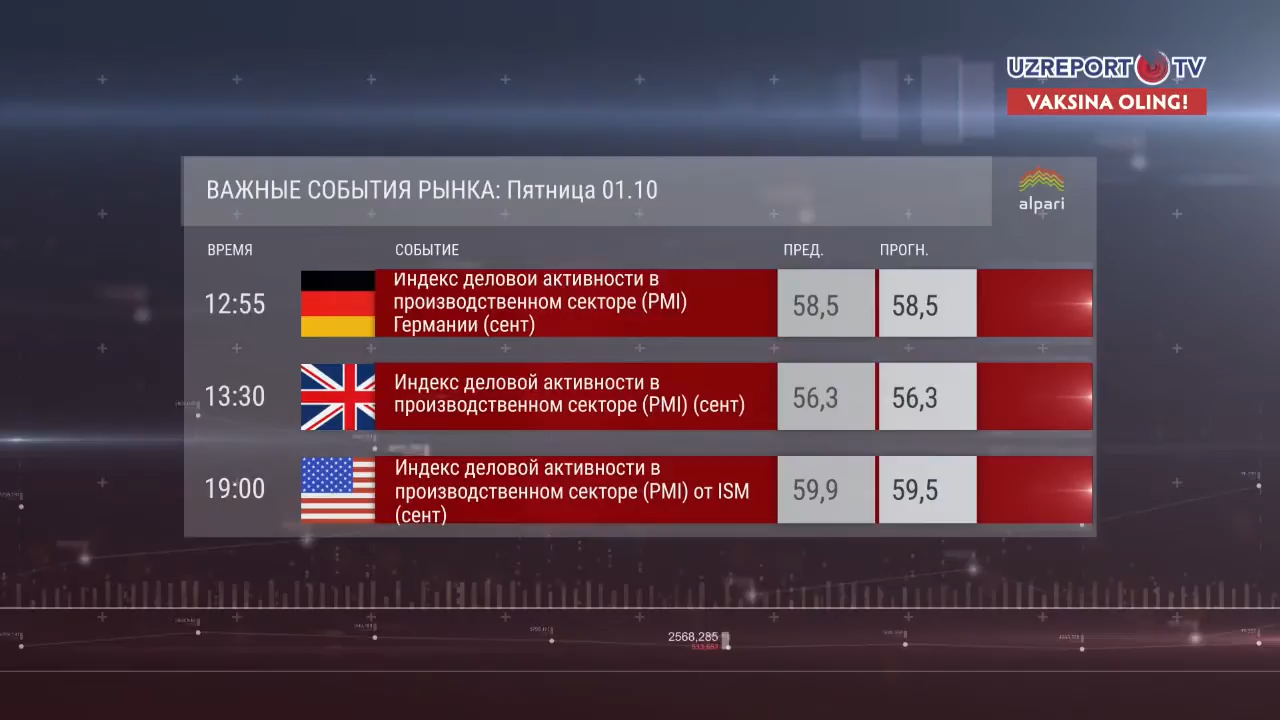 UZREPORT TV
VAKSINA OLING!
ВАЖНЫЕ СОБЫТИЯ РЫНКА: Пятница 01.10
alpari
ВРЕМЯ СОБЫТИЕ ПРЕД. ПРОГН.
Индекс деловой активности в
12:55 производственном секторе (PMI) 58,5 58,5
Германии (сент)
Индекс деловой активности в
13:30 производственном секторе (PMI) (сент) 56,3 56,3
Индекс деловой активности в
19:00 производственном секторе (PMI) от ISM 59,9 59,5
(сент)
2568,285